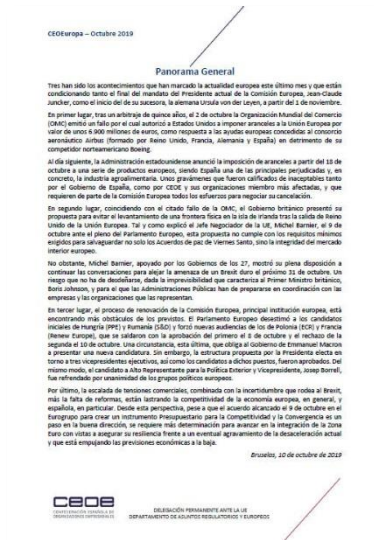 CEOEuropa – Octubre 2019
Panorama General
Tres han sido los acontecimientos que han marcado la actualidad europea este último mes y que están
condicionando tanto el final del mandato del Presidente actual de la Comisión Europea, Jean-Claude
Juncker, como el inicio del de su sucesora, la alemana Ursula von der Leyen, a partir del 1 de noviembre.
En primer lugar, tras un arbitraje de quince años, el 2 de octubre la Organización Mundial del Comercio
(OMC) emitió un fallo por el cual autorizó a Estados Unidos a imponer aranceles a la Unión Europea por
valor de unos 6.900 millones de euros, como respuesta a las ayudas europeas concedidas al consorcio
aeronáutico Airbus (formado por Reino Unido, Francia, Alemania y España) en detrimento de su
competidor norteamericano Boeing.
Al día siguiente, la Administración estadounidense anunció la imposición de aranceles a partir del 18 de
octubre a una serie de productos europeos, siendo España una de las principales perjudicadas y, en
concreto, la industria agroalimentaria. Unos gravámenes que fueron calificados de inaceptables tanto
por el Gobierno de España, como por CEOE y sus organizaciones miembro más afectadas, y que
requieren de parte de la Comisión Europea todos los esfuerzos para negociar su cancelación.
En segundo lugar, coincidiendo con el citado fallo de la OMC, el Gobierno británico presentó su
propuesta para evitar el levantamiento de una frontera física en la isla de Irlanda tras la salida de Reino
Unido de la Unión Europea. Tal y como explicó el Jefe Negociador de la UE, Michel Barnier, el 9 de
octubre ante el pleno del Parlamento Europeo, esta propuesta no cumple con los requisitos mínimos
exigidos para salvaguardar no solo los Acuerdos de paz de Viernes Santo, sino la integridad del mercado
interior europeo.
No obstante, Michel Barnier, apoyado por los Gobiernos de los 27, mostró su plena disposición a
continuar las conversaciones para alejar la amenaza de un Brexit duro el próximo 31 de octubre. Un
riesgo que no ha de desdeñarse, dada la imprevisibilidad que caracteriza al Primer Ministro británico,
Boris Johnson, y para el que las Administraciones Públicas han de prepararse en coordinación con las
empresas y las organizaciones que las representan.
En tercer lugar, el proceso de renovación de la Comisión Europea, principal institución europea, está
encontrando más obstáculos de los previstos. El Parlamento Europeo desestimó a los candidatos
iniciales de Hungría (PPE) y Rumanía (S&D) y forzó nuevas audiencias de los de Polonia (ECR) y Francia
(Renew Europe), que se saldaron con la aprobación del primero el 8 de octubre y el rechazo de la
segunda el 10 de octubre. Una circunstancia, esta última, que obliga al Gobierno de Emmanuel Macron
a presentar una nueva candidatura. Sin embargo, la estructura propuesta por la Presidenta electa en
torno a tres vicepresidentes ejecutivos, así como los candidatos a dichos puestos, fueron aprobados. Del
mismo modo, el candidato a Alto Representante para la Política Exterior y Vicepresidente, Josep Borrell,
fue refrendado por unanimidad de los grupos políticos europeos.
Por último, la escalada de tensiones comerciales, combinada con la incertidumbre que rodea al Brexit,
más la falta de reformas, están lastrando la competitividad de la economía europea, en general, y
española, en particular. Desde esta perspectiva, pese a que el acuerdo alcanzado el 9 de octubre en el
Eurogrupo para crear un Instrumento Presupuestario para la Competitividad y la Convergencia es un
paso en la buena dirección, se requiere más determinación para avanzar en la integración de la Zona
Euro con vistas a asegurar su resiliencia frente a un eventual agravamiento de la desaceleración actual
y que está empujando las previsiones económicas a la baja.
Bruselas, 10 de octubre de 2019
CEOE
CONFEDERACIÓN ESPAÑOLA DE
ORGANIZACIONES EMPRESARIALES
DELEGACIÓN PERMANENTE ANTE LA UE
DEPARTAMENTO DE ASUNTOS REGULATORIOS Y EUROPEOS